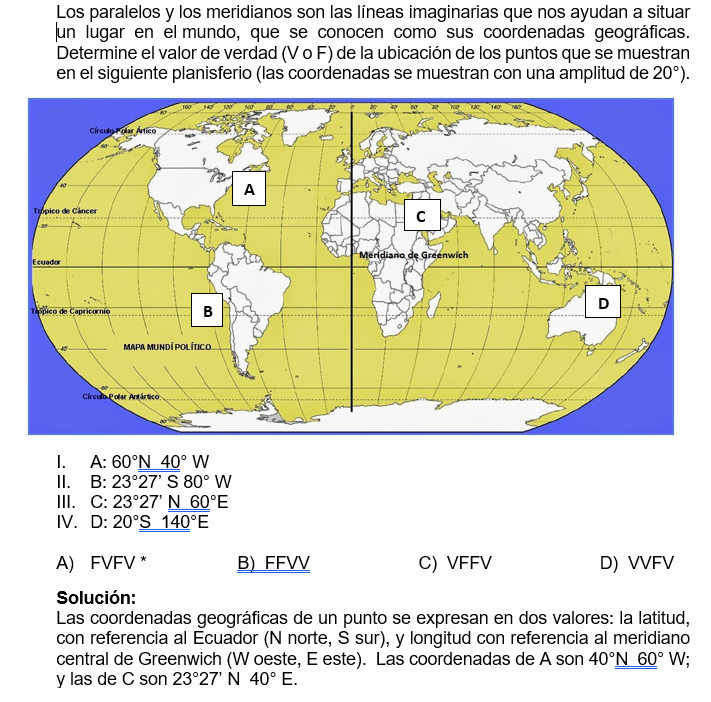 Los paralelos y los meridianos son las líneas imaginarias que nos ayudan a situar
un lugar en el mundo, que se conocen como sus coordenadas geográficas.
Determine el valor de verdad (V o F) de la ubicación de los puntos que se muestran
en el siguiente planisferio (las coordenadas se muestran con una amplitud de 20°).
Círculo Polar Ártico
A
Trópico de Cáncer
C
Meridiano de Greenwich
Ecuador
D
Trópico de Capricornio
B
MAPA MUNDÍ POLÍTICO
Círculo Polar Antártico
I. A: 60°N 40° W
II. B: 23°27’ S 80° W
III. C: 23°27’ N 60°E
IV. D: 20°S 140°E
A) FVFV * B) FFVV C) VFFV D) VVFV
Solución:
Las coordenadas geográficas de un punto se expresan en dos valores: la latitud,
con referencia al Ecuador (N norte, S sur), y longitud con referencia al meridiano
central de Greenwich (W oeste, E este). Las coordenadas de A son 40°N 60° W;
y las de C son 23°27’ N 40° E.